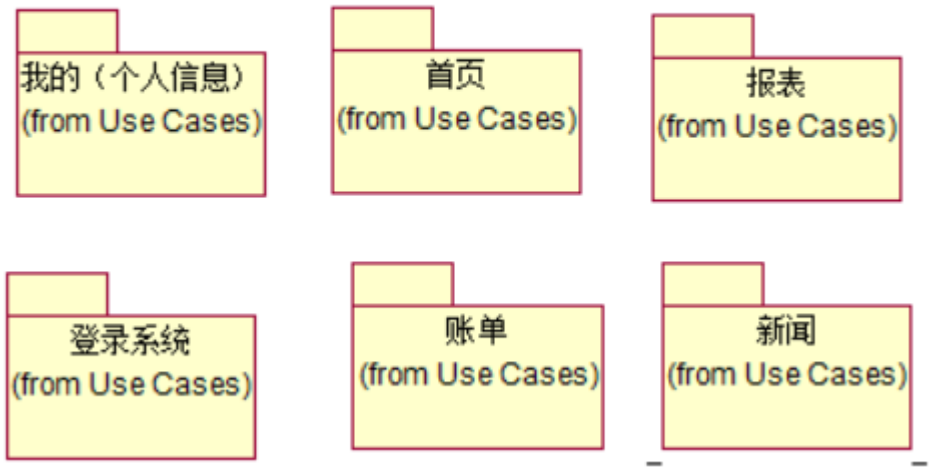 我的（个人信息）
(from Use Cases)
首页
(from Use Cases)
报表
(from Use Cases)
登录系统
(from Use Cases)
账单
(from Use Cases)
新闻
(from Use Cases)